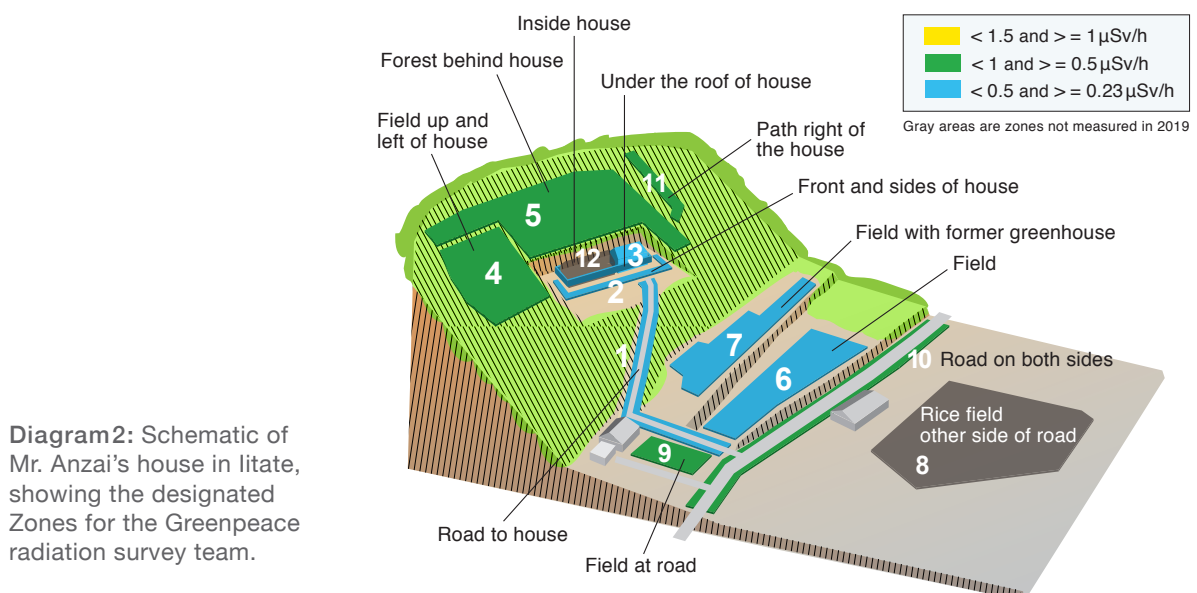 Inside house
Forest behind house
Under the roof of house
Field up and
left of house
Path right of
the house
Front and sides of house
Field with former greenhouse
Field
< 1.5 and > = 1 µSv/h
< 1 and > = 0.5 µSv/h
< 0.5 and > = 0.23 µSv/h
Gray areas are zones not measured in 2019
11
5
4
12
3
2
1
7
6
10
Road on both sides
Rice field
other side of road
8
9
Road to house
Field at road
Diagram2: Schematic of
Mr. Anzai's house in Iitate,
showing the designated
Zones for the Greenpeace
radiation survey team.